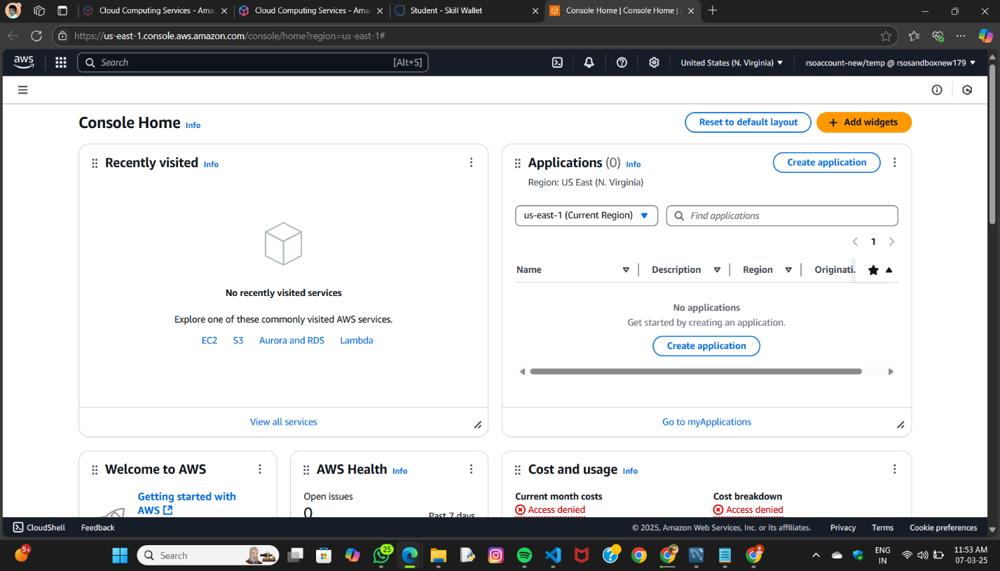 Cloud Computing Services - Ama
Cloud Computing Services - Ama
Student - Skill Wallet
Console Home | Console Home |
https://us-east-1.console.aws.amazon.com/console/home?region=us-east-1#
aws
Search
[Alt+S]
United States (N. Virginia)
rsoaccount-new/temp @ rsosandboxnew179
Console Home Info
Reset to default layout
Add widgets
Recently visited Info
No recently visited services
Explore one of these commonly visited AWS services.
EC2 S3 Aurora and RDS Lambda
View all services
Applications (0) Info
Create application
Region: US East (N. Virginia)
us-east-1 (Current Region)
Find applications
1
Name Description Region Originati.
No applications
Get started by creating an application.
Create application
Go to myApplications
Welcome to AWS
Getting started with
AWS
AWS Health Info
Open issues
0
Past 7 days
Cost and usage Info
Current month costs
Access denied
Cost breakdown
Access denied
CloudShell
Feedback
© 2025, Amazon Web Services, Inc. or its affiliates.
Privacy
Terms
Cookie preferences
9+
Search
25
ENG
IN
11:53 AM
07-03-25